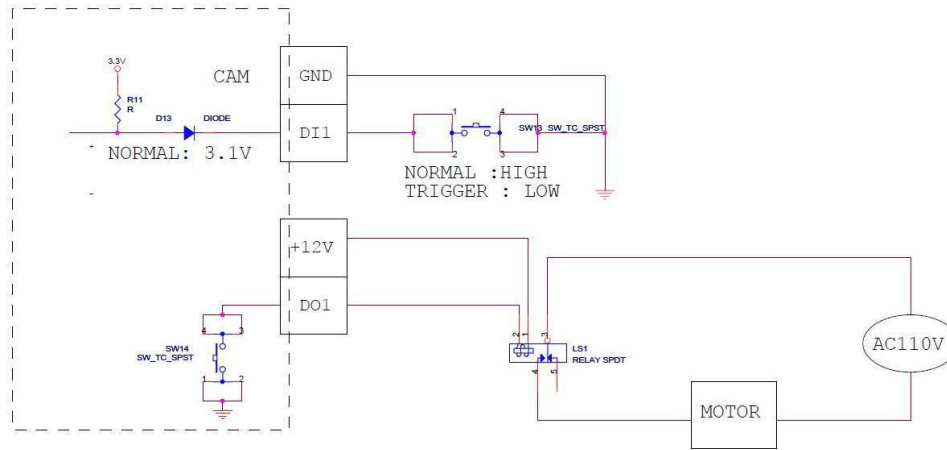 3.3V
CAM
GND
R11
R
D13
DIODE
DI1
1
4
SW13 SW_TC_SPST
2
3
+
NORMAL: 3.1V
-
NORMAL :HIGH
TRIGGER : LOW
+12V
DO1
4
3
SW14
SW_TC_SPST
1
2
2
1
3
LS1
RELAY SPDT
4
5
AC110V
MOTOR